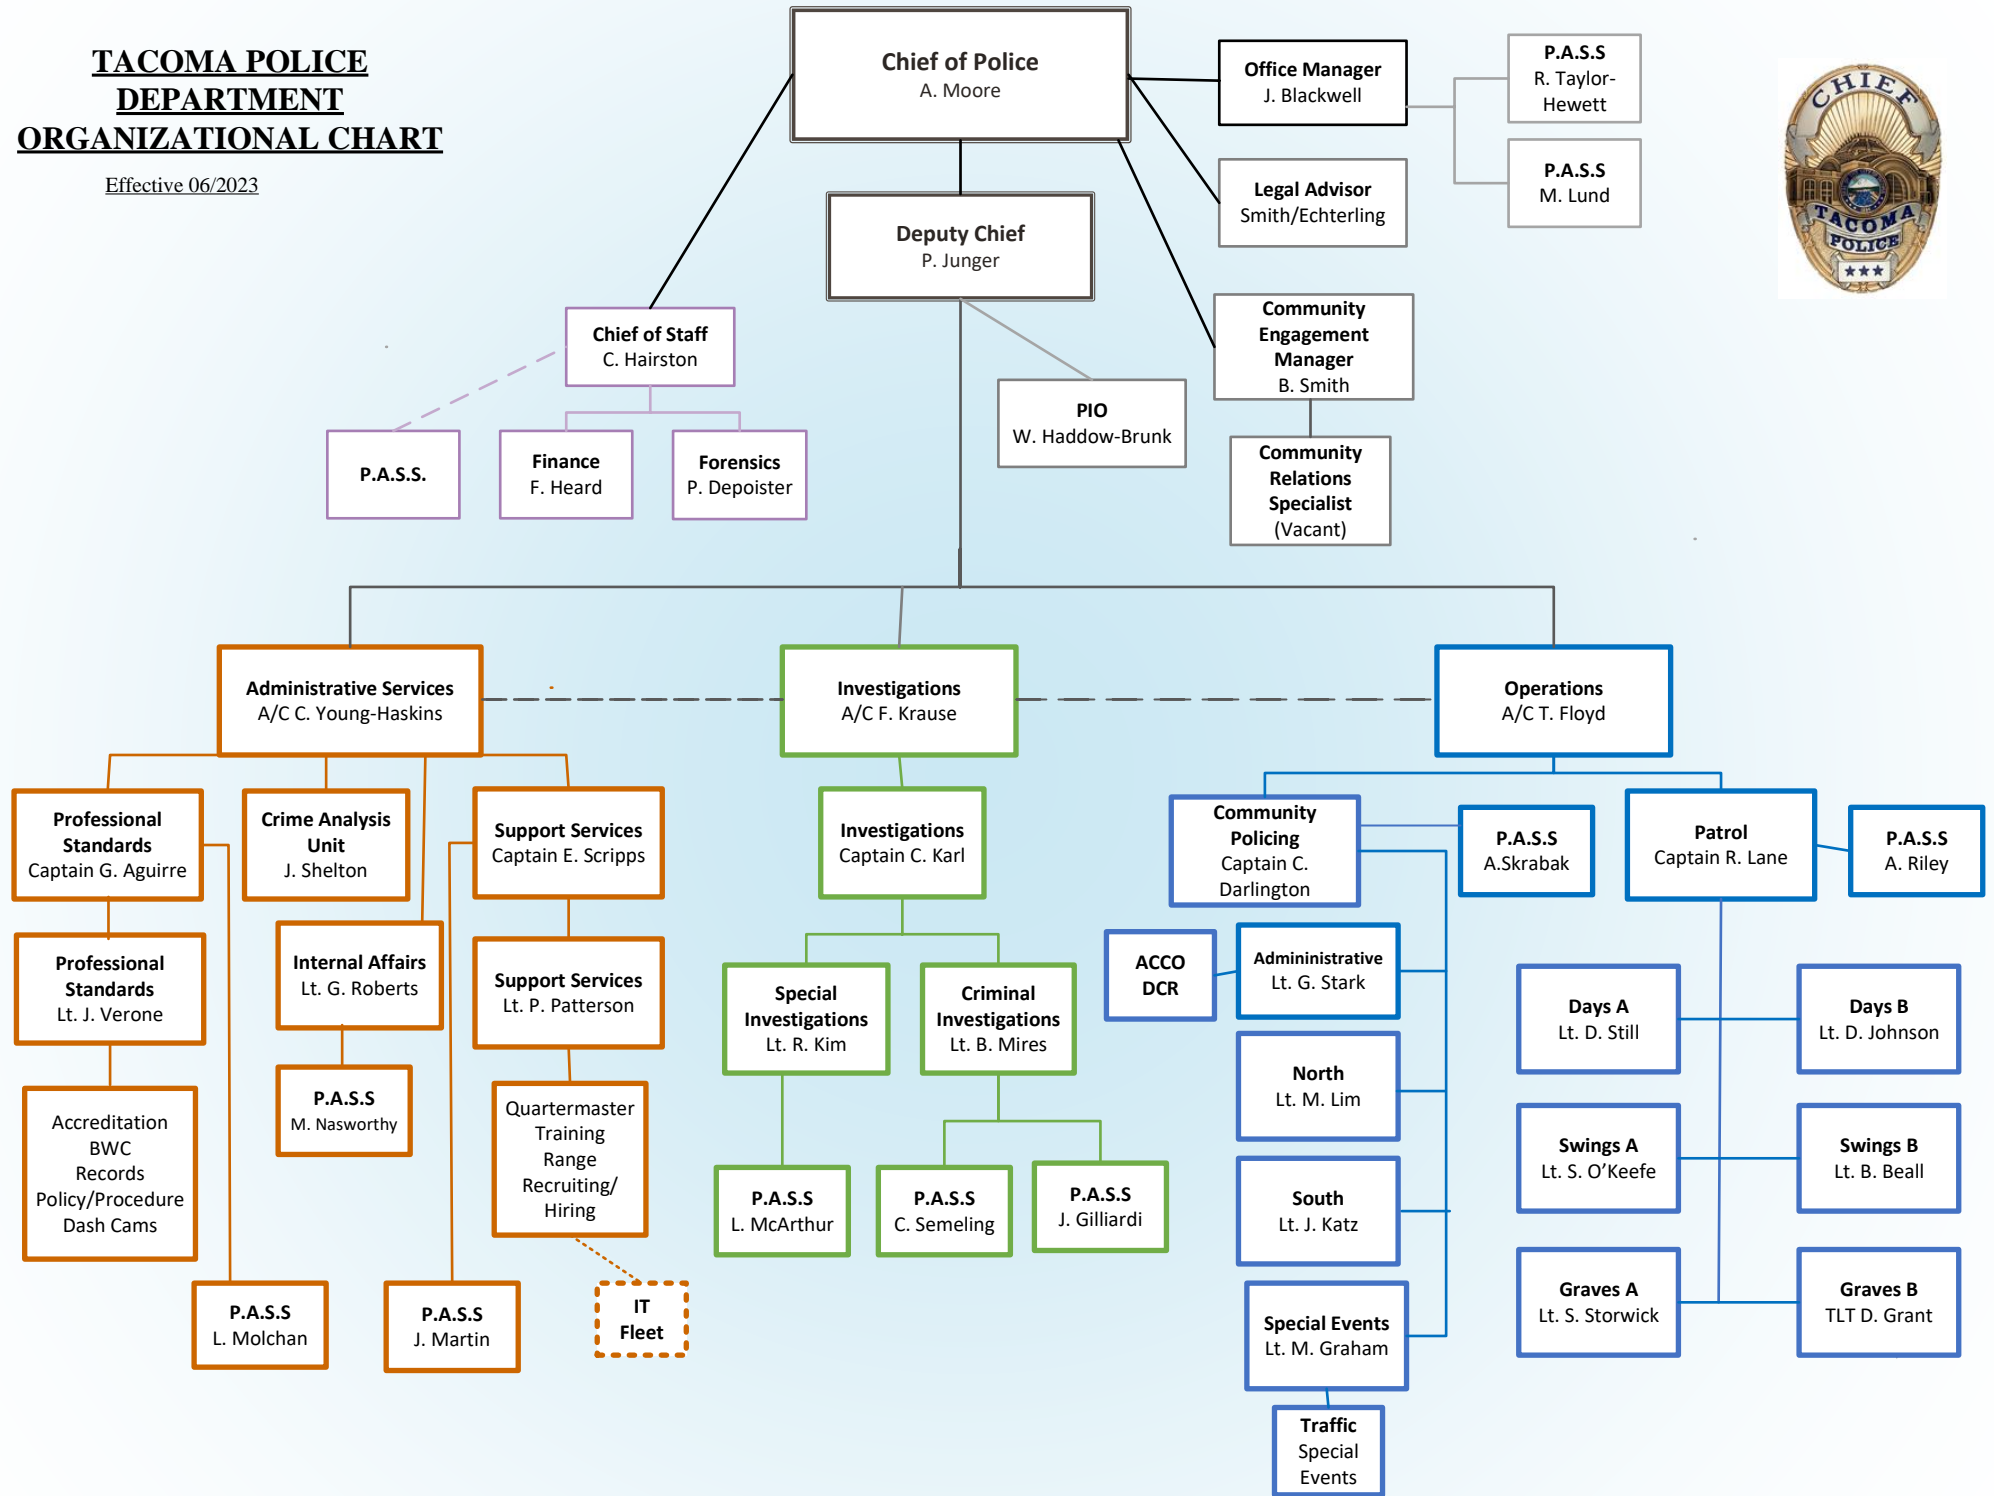 TACOMA POLICE
DEPARTMENT
ORGANIZATIONAL CHART
Effective 06/2023
Chief of Police
A. Moore
Office Manager
J. Blackwell
P.A.S.S
R. Taylor-
Hewett
P.A.S.S
M. Lund
Legal Advisor
Smith/Echterling
CHIEF
TACOMA
POLICE
Deputy Chief
P. Junger
Community
Engagement
Manager
B. Smith
Chief of Staff
C. Hairston
PIO
W. Haddow-Brunk
P.A.S.S.
Finance
F. Heard
Forensics
P. Depoister
Community
Relations
Specialist
(Vacant)
Administrative Services
A/C C. Young-Haskins
Investigations
A/C F. Krause
Operations
A/C T. Floyd
Professional
Standards
Captain G. Aguirre
Crime Analysis
Unit
J. Shelton
Support Services
Captain E. Scripps
Investigations
Captain C. Karl
Community
Policing
Captain C.
Darlington
P.A.S.S
A.Skrabak
Patrol
Captain R. Lane
P.A.S.S
A. Riley
Professional
Standards
Lt. J. Verone
Internal Affairs
Lt. G. Roberts
Support Services
Lt. P. Patterson
Special
Investigations
Lt. R. Kim
Criminal
Investigations
Lt. B. Mires
ACCO
DCR
Admininistrative
Lt. G. Stark
Days A
Lt. D. Still
Days B
Lt. D. Johnson
Accreditation
BWC
Records
Policy/Procedure
Dash Cams
P.A.S.S
M. Nasworthy
Quartermaster
Training
Range
Recruiting/
Hiring
North
Lt. M. Lim
Swings A
Lt. S. O’Keefe
Swings B
Lt. B. Beall
P.A.S.S
L. McArthur
P.A.S.S
C. Semeling
P.A.S.S
J. Gilliardi
South
Lt. J. Katz
P.A.S.S
L. Molchan
P.A.S.S
J. Martin
IT
Fleet
Special Events
Lt. M. Graham
Graves A
Lt. S. Storwick
Graves B
TLT D. Grant
Traffic
Special
Events